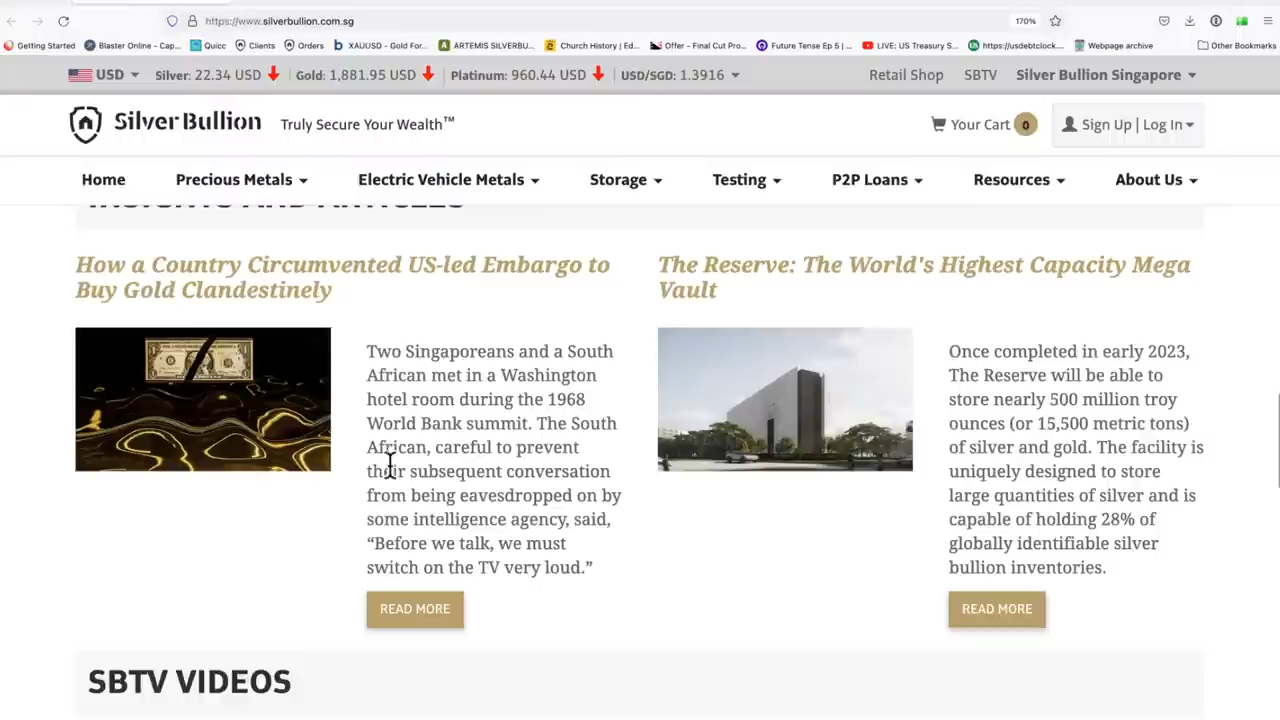 https://www.silverbullion.com.sg
170%
Getting Started Blaster Online - Cap... Quicc Clients Orders XAUUSD - Gold For... ARTEMIS SILVERBU... Church History | Ed... Offer - Final Cut Pro... Future Tense Ep 5 | ... LIVE: US Treasury S... https://usdebtclock.... Webpage archive Other Bookmarks
USD Silver: 22.34 USD Gold: 1,881.95 USD Platinum: 960.44 USD USD/SGD: 1.3916 Retail Shop SBTV Silver Bullion Singapore
Silver Bullion Truly Secure Your Wealth™ Your Cart 0 Sign Up | Log In
Home Precious Metals Electric Vehicle Metals Storage Testing P2P Loans Resources About Us
INSIGHTS AND ARTICLES
How a Country Circumvented US-led Embargo to
Buy Gold Clandestinely
Two Singaporeans and a South
African met in a Washington
hotel room during the 1968
World Bank summit. The South
African, careful to prevent
their subsequent conversation
from being eavesdropped on by
some intelligence agency, said,
“Before we talk, we must
switch on the TV very loud.”
READ MORE
The Reserve: The World's Highest Capacity Mega
Vault
Once completed in early 2023,
The Reserve will be able to
store nearly 500 million troy
ounces (or 15,500 metric tons)
of silver and gold. The facility is
uniquely designed to store
large quantities of silver and is
capable of holding 28% of
globally identifiable silver
bullion inventories.
READ MORE
SBTV VIDEOS